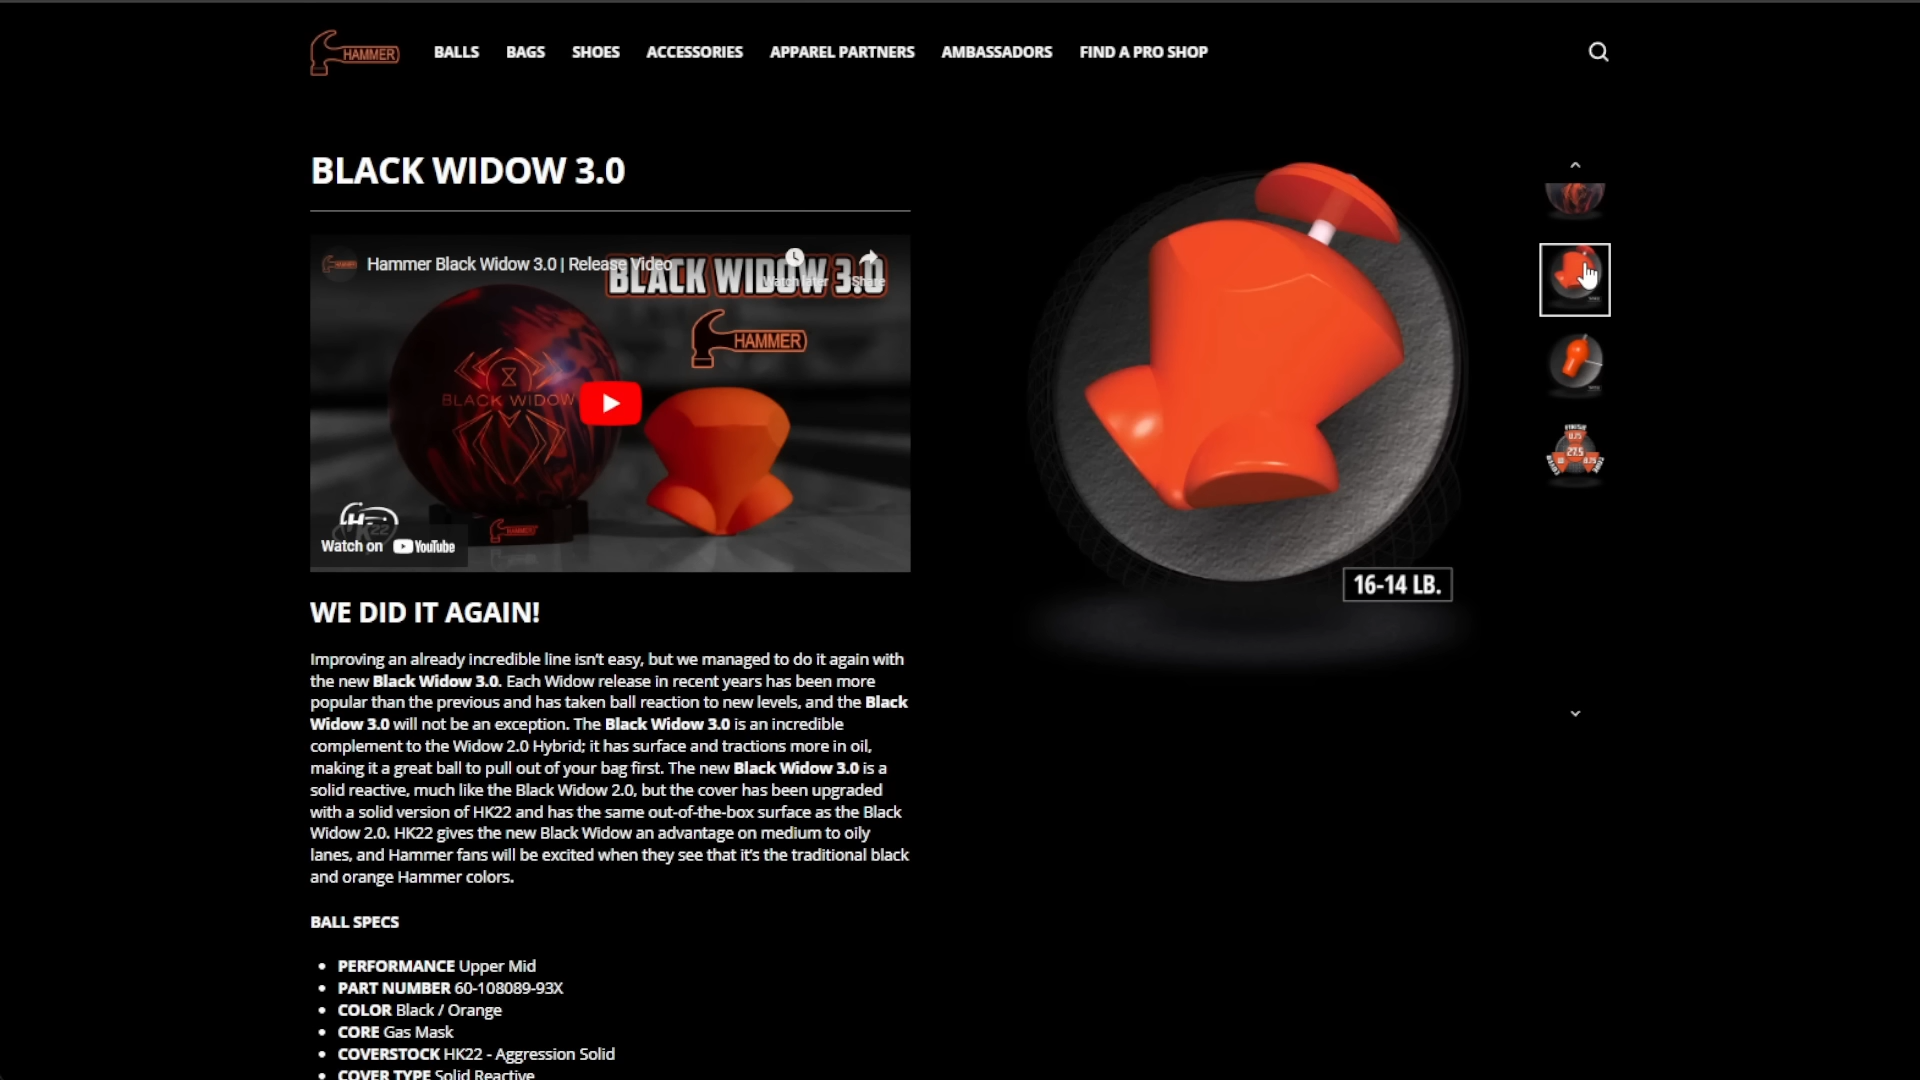 HAMMER
BALLS BAGS SHOES ACCESSORIES APPAREL PARTNERS AMBASSADORS FIND A PRO SHOP
BLACK WIDOW 3.0
Hammer Black Widow 3.0 | Release Video
BLACK WIDOW 3.0
Watch later
Share
HAMMER
BLACK WIDOW
HAMMER
Watch on YouTube
16-14 LB.
WE DID IT AGAIN!
Improving an already incredible line isn't easy, but we managed to do it again with
the new Black Widow 3.0. Each Widow release in recent years has been more
popular than the previous and has taken ball reaction to new levels, and the Black
Widow 3.0 will not be an exception. The Black Widow 3.0 is an incredible
complement to the Widow 2.0 Hybrid; it has surface and tractions more in oil,
making it a great ball to pull out of your bag first. The new Black Widow 3.0 is a
solid reactive, much like the Black Widow 2.0, but the cover has been upgraded
with a solid version of HK22 and has the same out-of-the-box surface as the Black
Widow 2.0. HK22 gives the new Black Widow an advantage on medium to oily
lanes, and Hammer fans will be excited when they see that it's the traditional black
and orange Hammer colors.
BALL SPECS
PERFORMANCE Upper Mid
PART NUMBER 60-108089-93X
COLOR Black / Orange
CORE Gas Mask
COVERSTOCK HK22 - Aggression Solid
COVER TYPE Solid Reactive